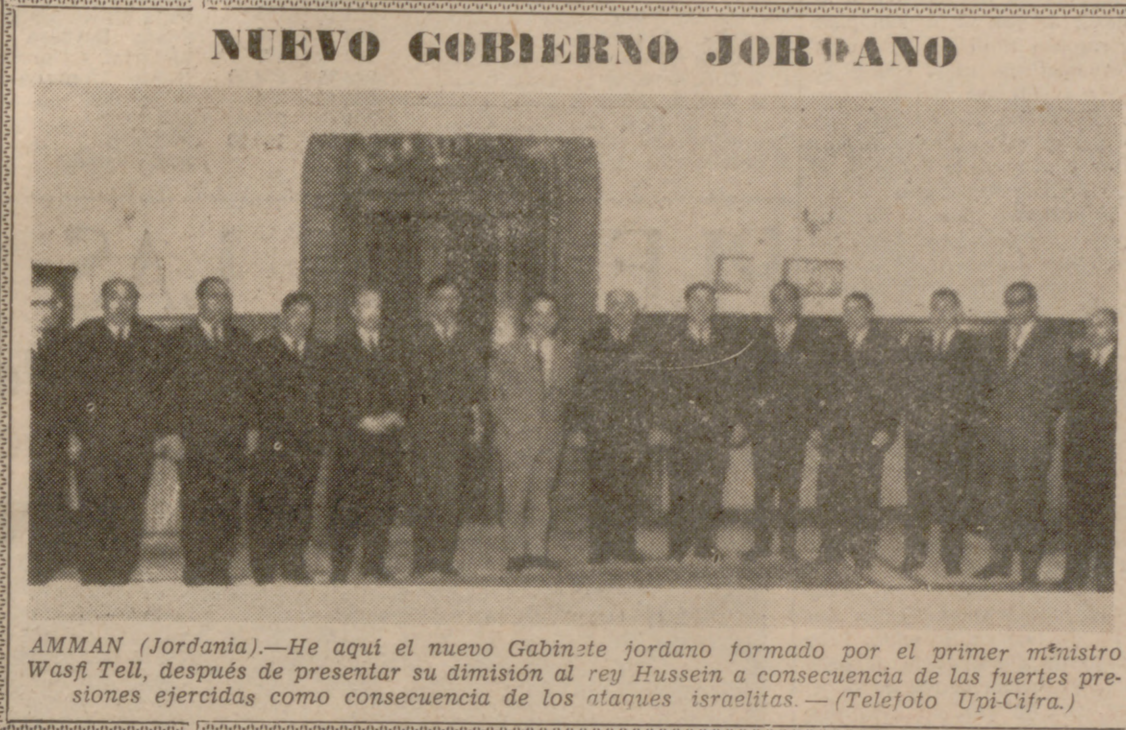 NUEVO GOBIERNO JORDANO
AMMAN (Jordania).—He aquí el nuevo Gabinete jordano formado por el primer ministro
Wasfi Tell, después de presentar su dimisión al rey Hussein a consecuencia de las fuertes pre-
siones ejercidas como consecuencia de los ataques israelitas.—(Telefoto Upi-Cifra.)